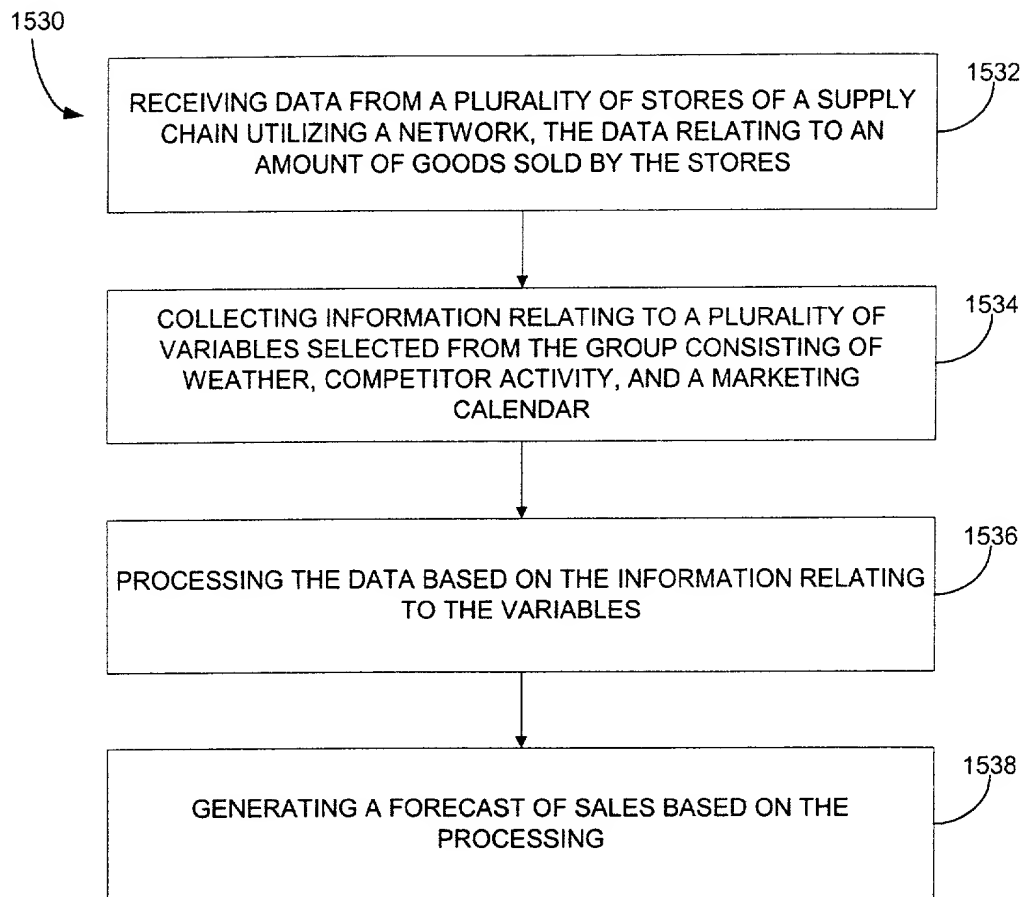 1530
1532
RECEIVING DATA FROM A PLURALITY OF STORES OF A SUPPLY
CHAIN UTILIZING A NETWORK, THE DATA RELATING TO AN
AMOUNT OF GOODS SOLD BY THE STORES
1534
COLLECTING INFORMATION RELATING TO A PLURALITY OF
VARIABLES SELECTED FROM THE GROUP CONSISTING OF
WEATHER, COMPETITOR ACTIVITY, AND A MARKETING
CALENDAR
1536
PROCESSING THE DATA BASED ON THE INFORMATION RELATING
TO THE VARIABLES
1538
GENERATING A FORECAST OF SALES BASED ON THE
PROCESSING